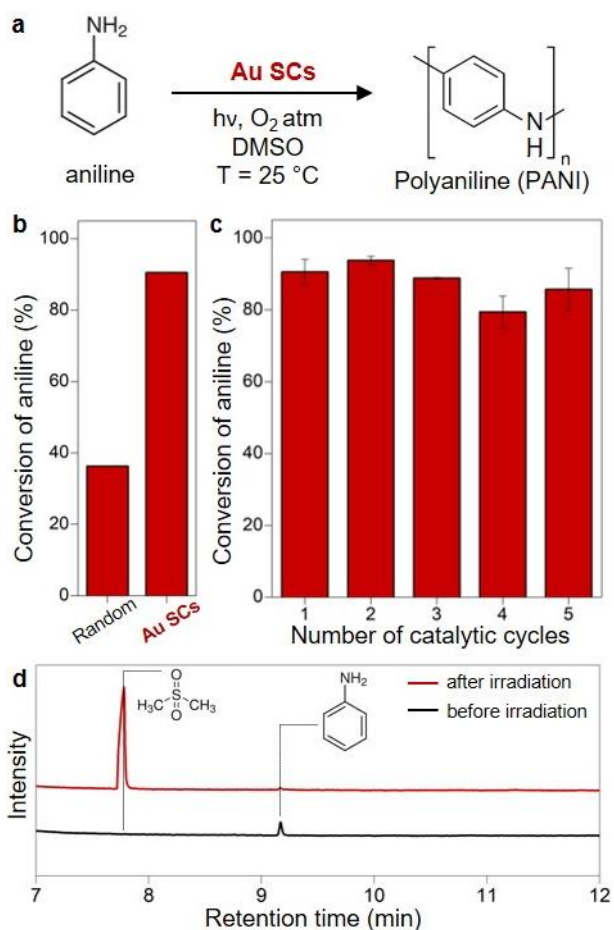 a
NH₂
aniline
Au SCs
hν, O₂ atm
DMSO
T = 25 °C
N
H
n
Polyaniline (PANI)
b
Conversion of aniline (%)
100
80
60
40
20
0
Random
Au SCs
c
Conversion of aniline (%)
100
80
60
40
20
0
1 2 3 4 5
Number of catalytic cycles
d
O
H₃C S CH₃
O
NH₂
after irradiation
before irradiation
Intensity
7 8 9 10 11 12
Retention time (min)